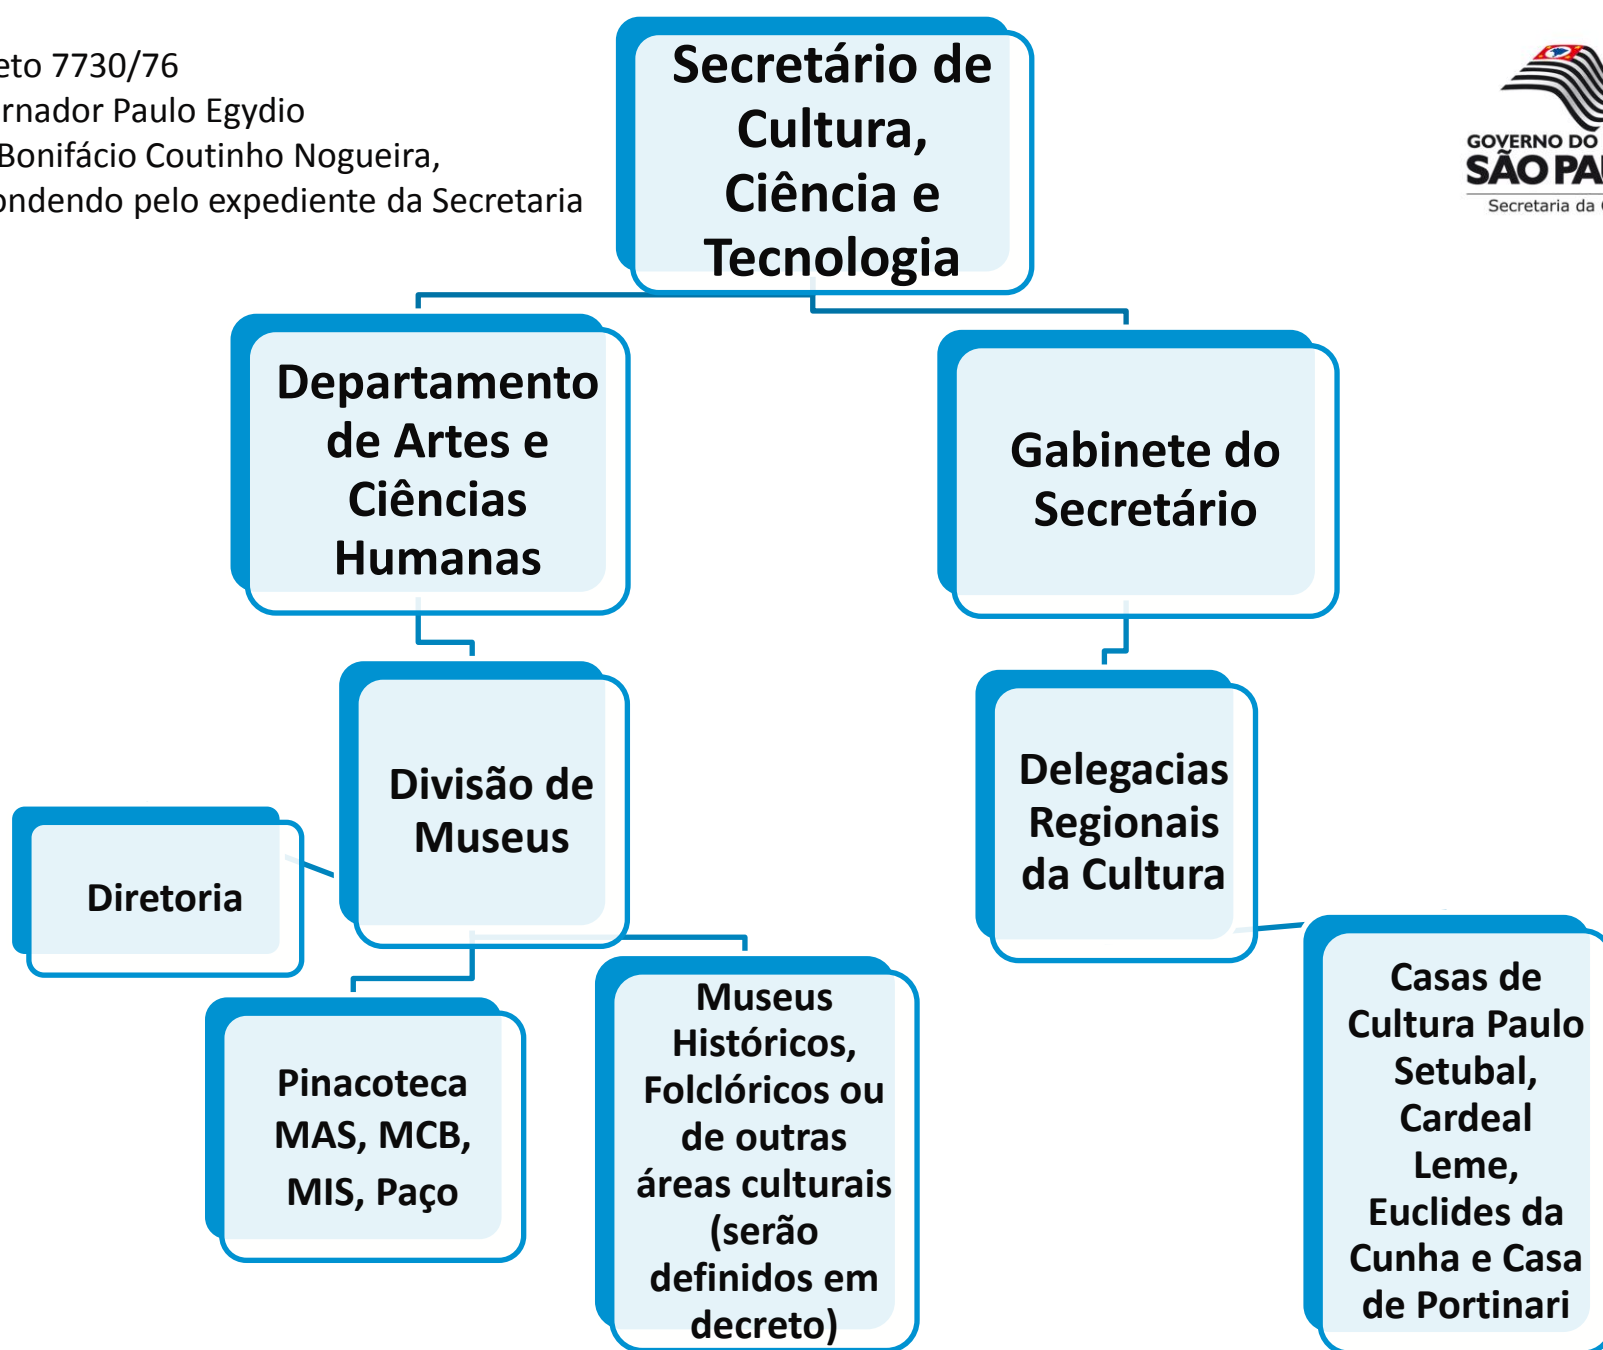 eto 7730/76
rnador Paulo Egydio
Bonifácio Coutinho Nogueira,
ondendo pelo expediente da Secretaria
Secretário de
Cultura,
Ciência e
Tecnologia
GOVERNO DO
SÃO PA
Secretaria da
Departamento
de Artes e
Ciências
Humanas
Gabinete do
Secretário
Divisão de
Museus
Delegacias
Regionais
da Cultura
Diretoria
Pinacoteca
MAS, MCB,
MIS, Paço
Museus
Históricos,
Folclóricos ou
de outras
áreas culturais
(serão
definidos em
decreto)
Casas de
Cultura Paulo
Setubal,
Cardeal
Leme,
Euclides da
Cunha e Casa
de Portinari